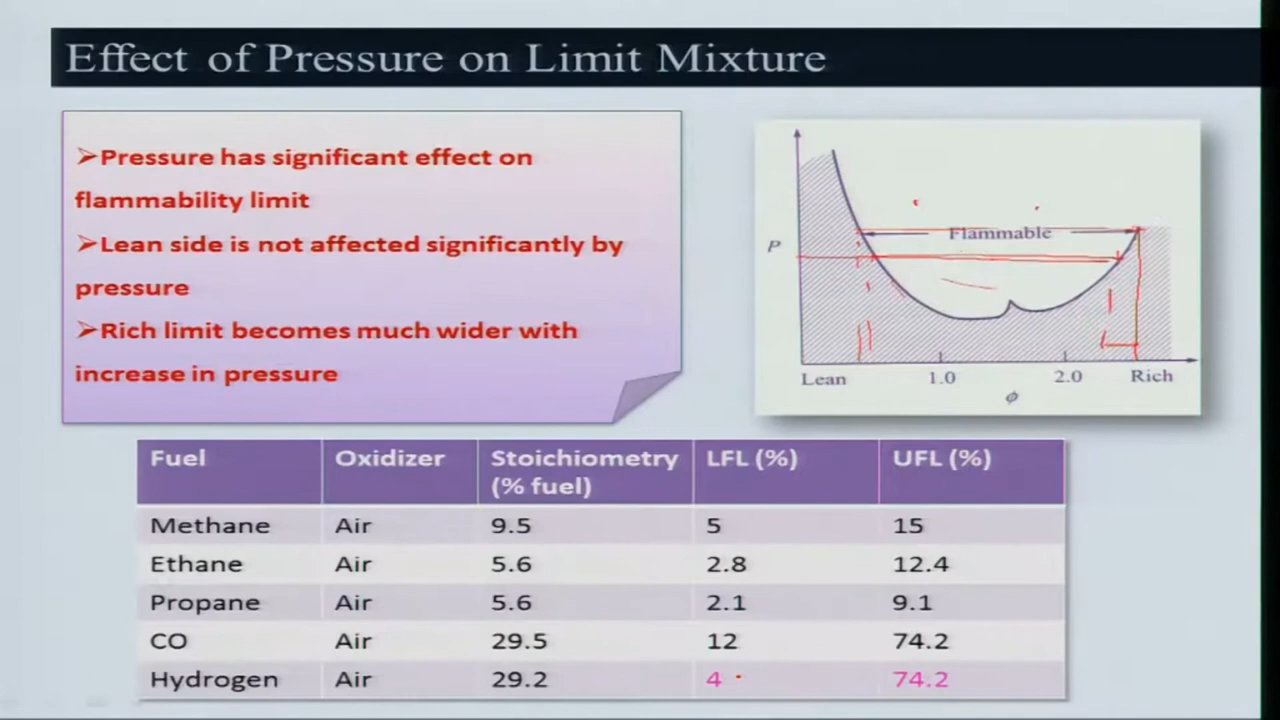 Effect of Pressure on Limit Mixture
➢Pressure has significant effect on
flammability limit
➢Lean side is not affected significantly by
pressure
➢Rich limit becomes much wider with
increase in pressure
P
Flammable
Lean 1.0 2.0 Rich
ϕ
Fuel Oxidizer Stoichiometry (% fuel) LFL (%) UFL (%)
Methane Air 9.5 5 15
Ethane Air 5.6 2.8 12.4
Propane Air 5.6 2.1 9.1
CO Air 29.5 12 74.2
Hydrogen Air 29.2 4 74.2